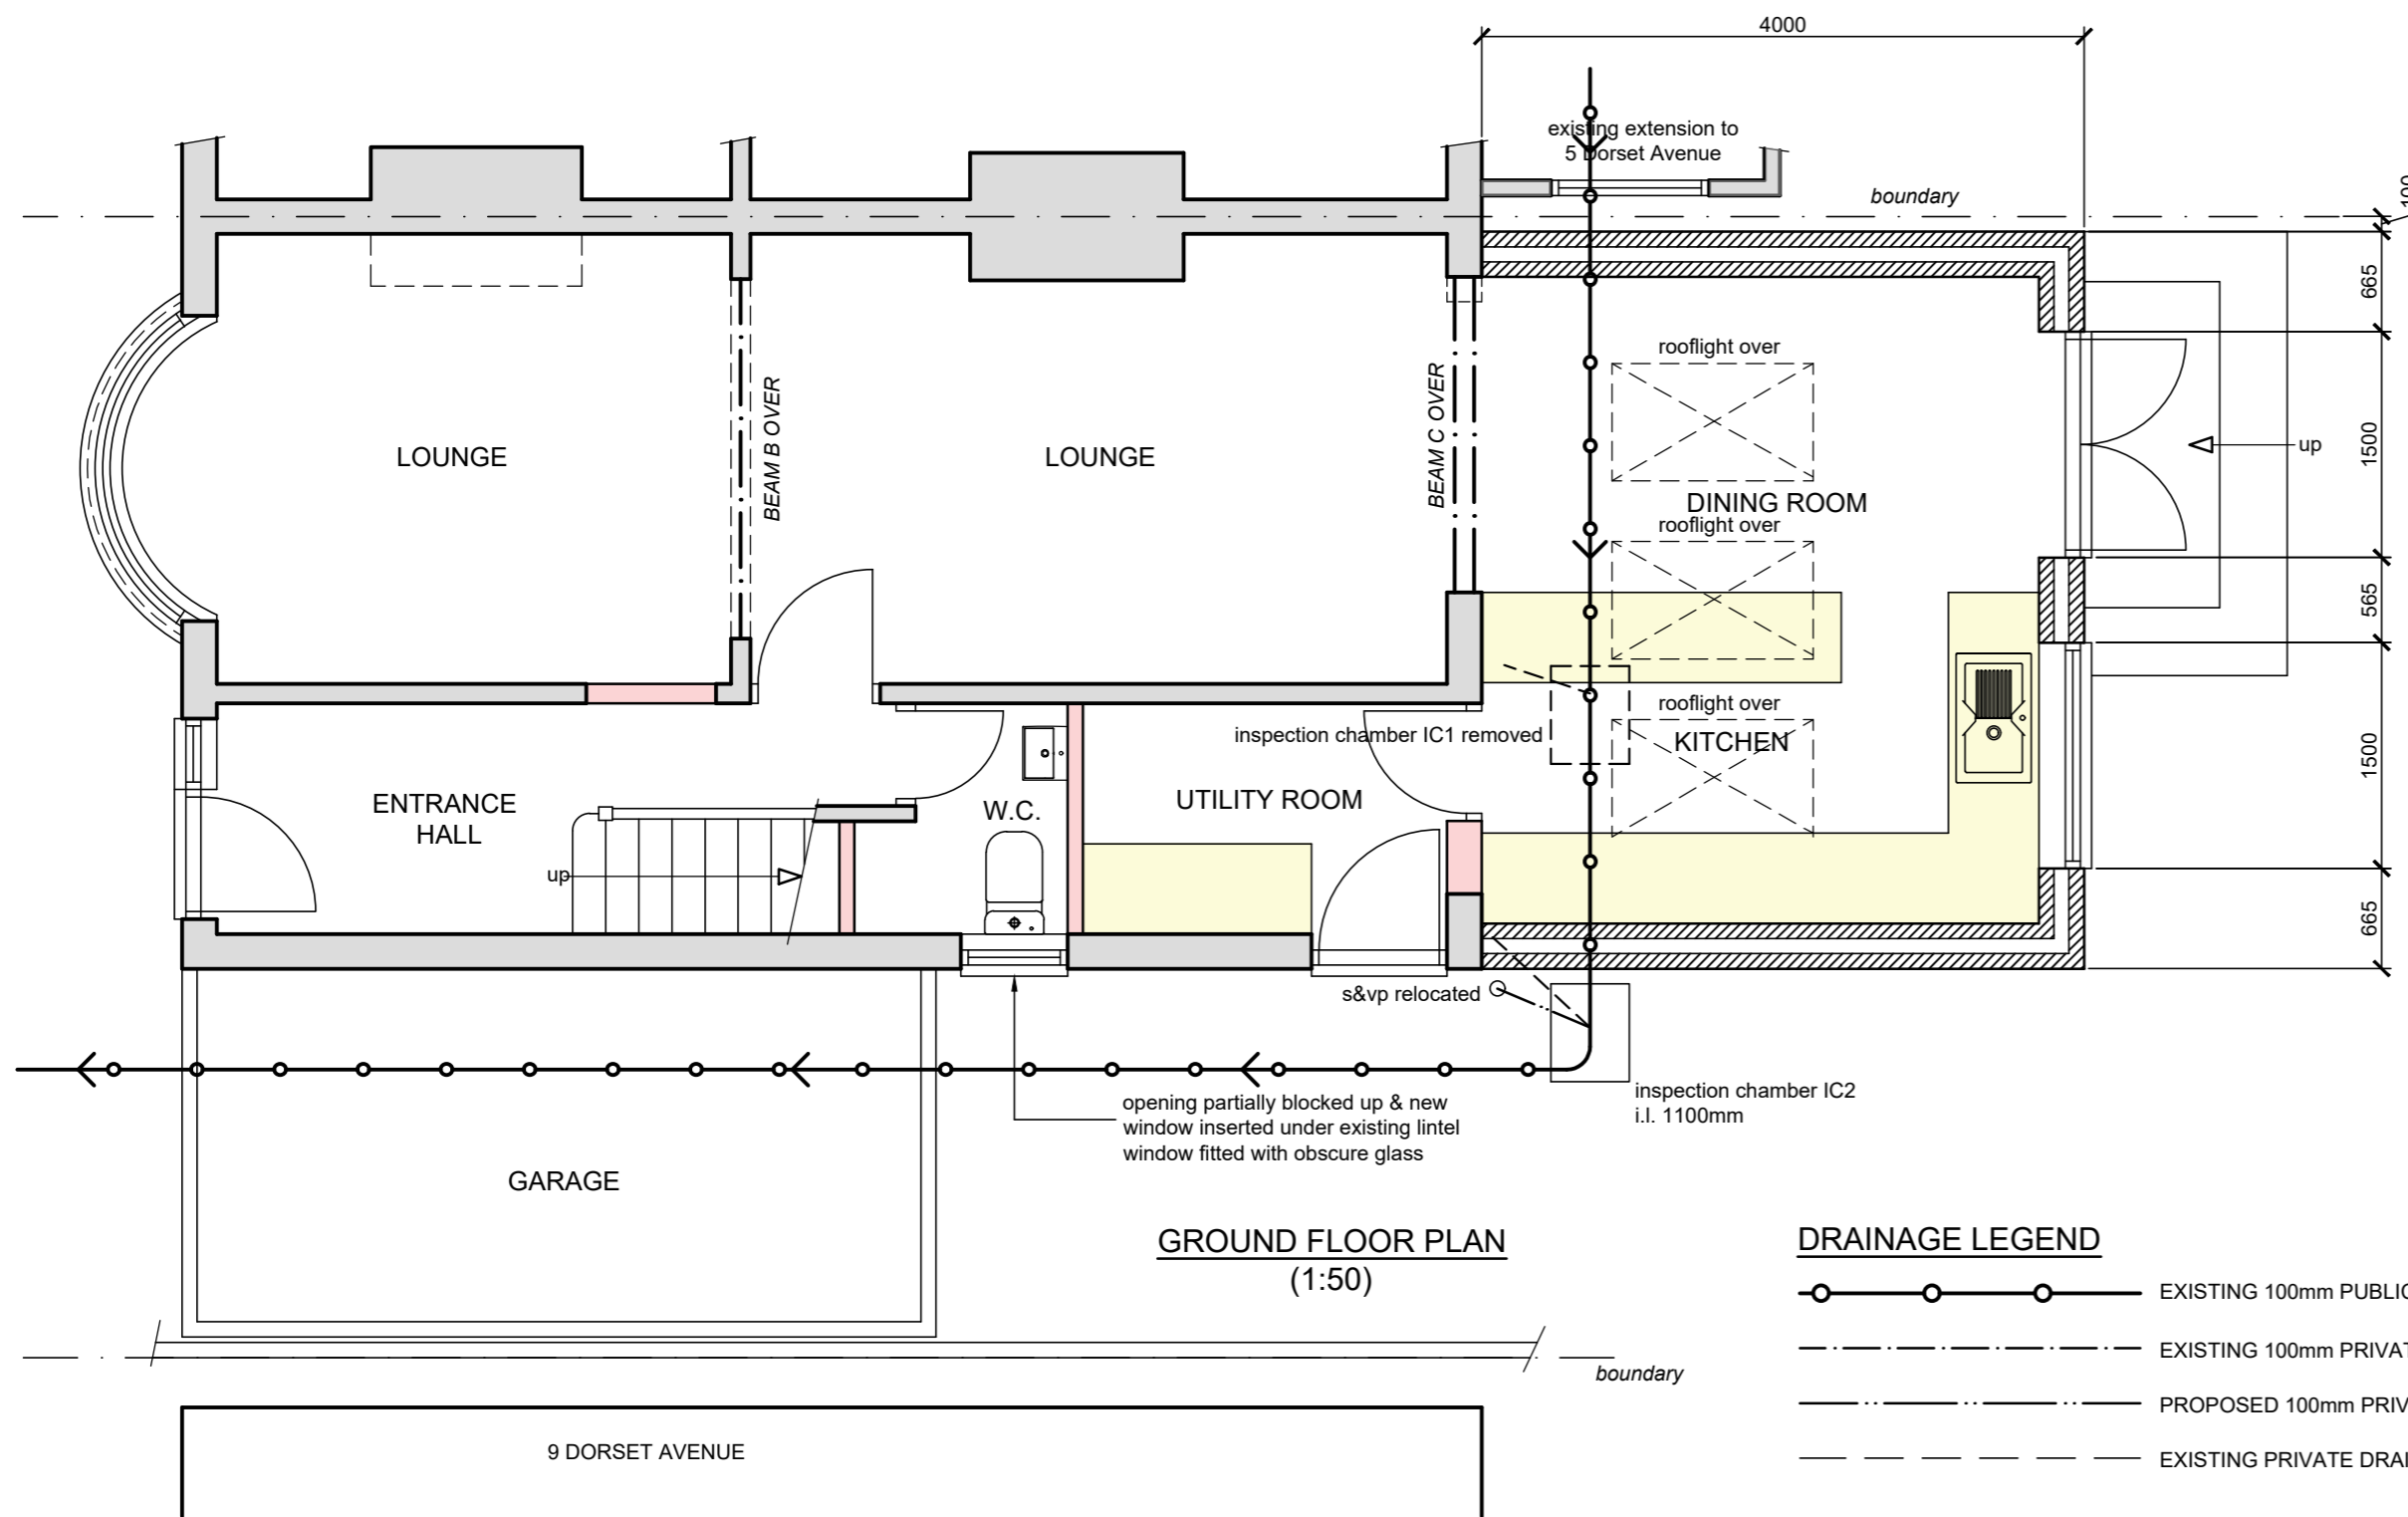 4000
existing extension to
5 Dorset Avenue
boundary
100
665
rooflight over
LOUNGE
BEAM B OVER
LOUNGE
BEAM C OVER
1500
up
DINING ROOM
rooflight over
565
rooflight over
inspection chamber IC1 removed
KITCHEN
1500
ENTRANCE
HALL
W.C.
UTILITY ROOM
up
665
s&vp relocated
inspection chamber IC2
i.l. 1100mm
opening partially blocked up & new
window inserted under existing lintel
window fitted with obscure glass
GARAGE
GROUND FLOOR PLAN
(1:50)
DRAINAGE LEGEND
EXISTING 100mm PUBLIC
EXISTING 100mm PRIVAT
PROPOSED 100mm PRIV
EXISTING PRIVATE DRAI
boundary
9 DORSET AVENUE